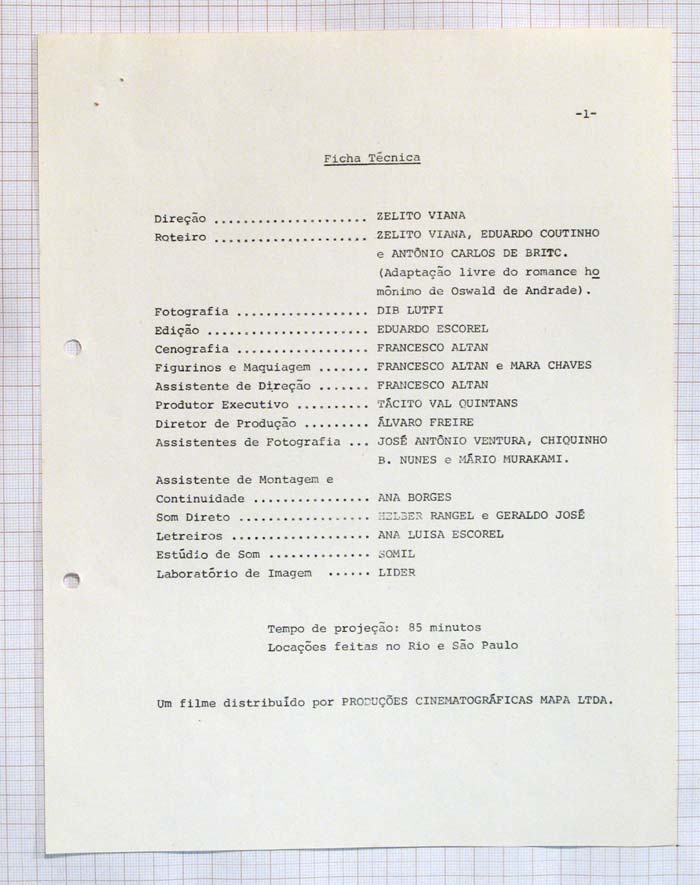 -1-
Ficha Técnica
Direção ..................... ZELITO VIANA
Roteiro ..................... ZELITO VIANA, EDUARDO COUTINHO
e ANTÔNIO CARLOS DE BRITC.
(Adaptação livre do romance ho
mônimo de Oswald de Andrade).
Fotografia .................. DIB LUTFI
Edição ...................... EDUARDO ESCOREL
Cenografia .................. FRANCESCO ALTAN
Figurinos e Maquiagem ....... FRANCESCO ALTAN e MARA CHAVES
Assistente de Direção ....... FRANCESCO ALTAN
Produtor Executivo .......... TÁCITO VAL QUINTANS
Diretor de Produção ......... ÁLVARO FREIRE
Assistentes de Fotografia ... JOSÉ ANTÔNIO VENTURA, CHIQUINHO
B. NUNES e MÁRIO MURAKAMI.
Assistente de Montagem e
Continuidade ................ ANA BORGES
Som Direto .................. RANGEL e GERALDO JOSÉ
Letreiros ................... ANA LUISA ESCOREL
Estúdio de Som .............. SOMIL
Laboratório de Imagem ...... LIDER
Tempo de projeção: 85 minutos
Locações feitas no Rio e São Paulo
Um filme distribuído por PRODUÇÕES CINEMATOGRÁFICAS MAPA LTDA.